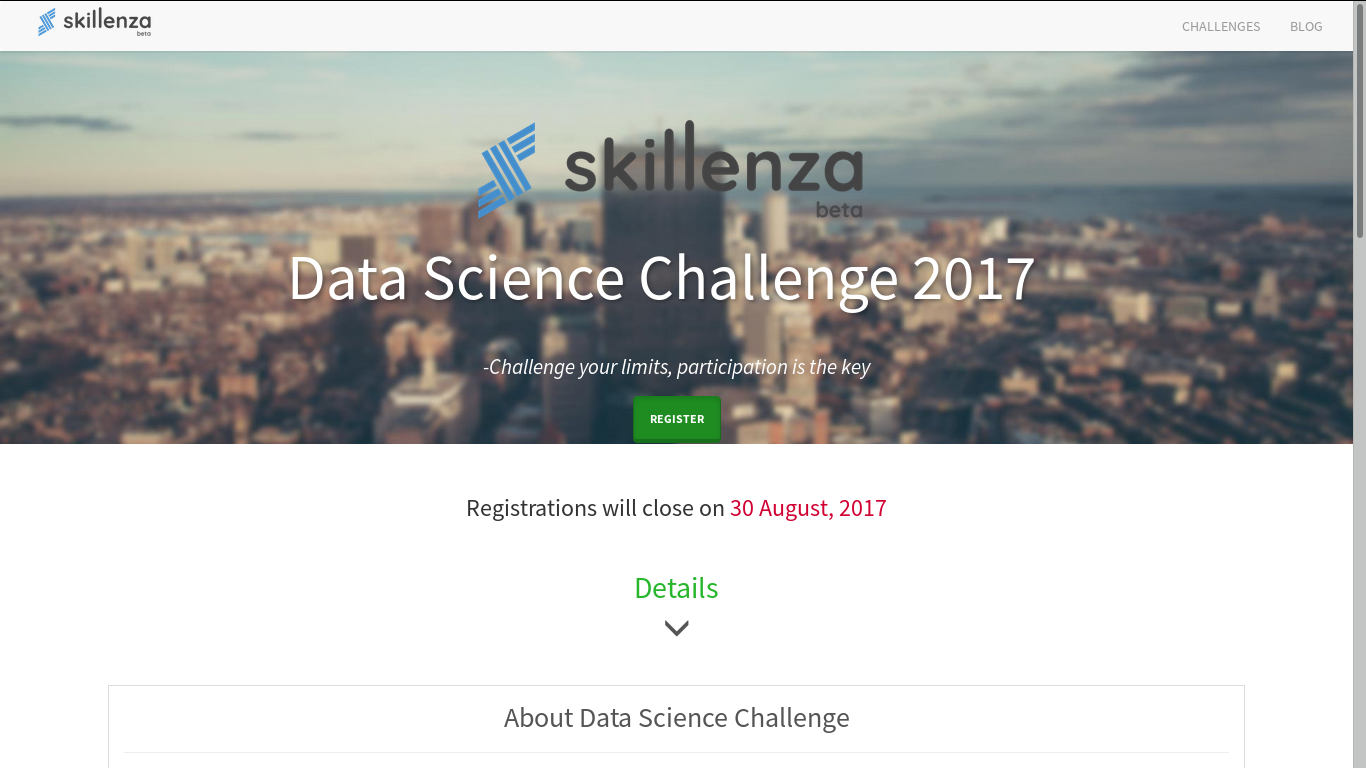 skillenza
beta
CHALLENGES BLOG
skillenza
beta
Data Science Challenge 2017
-Challenge your limits, participation is the key
REGISTER
Registrations will close on 30 August, 2017
Details
About Data Science Challenge